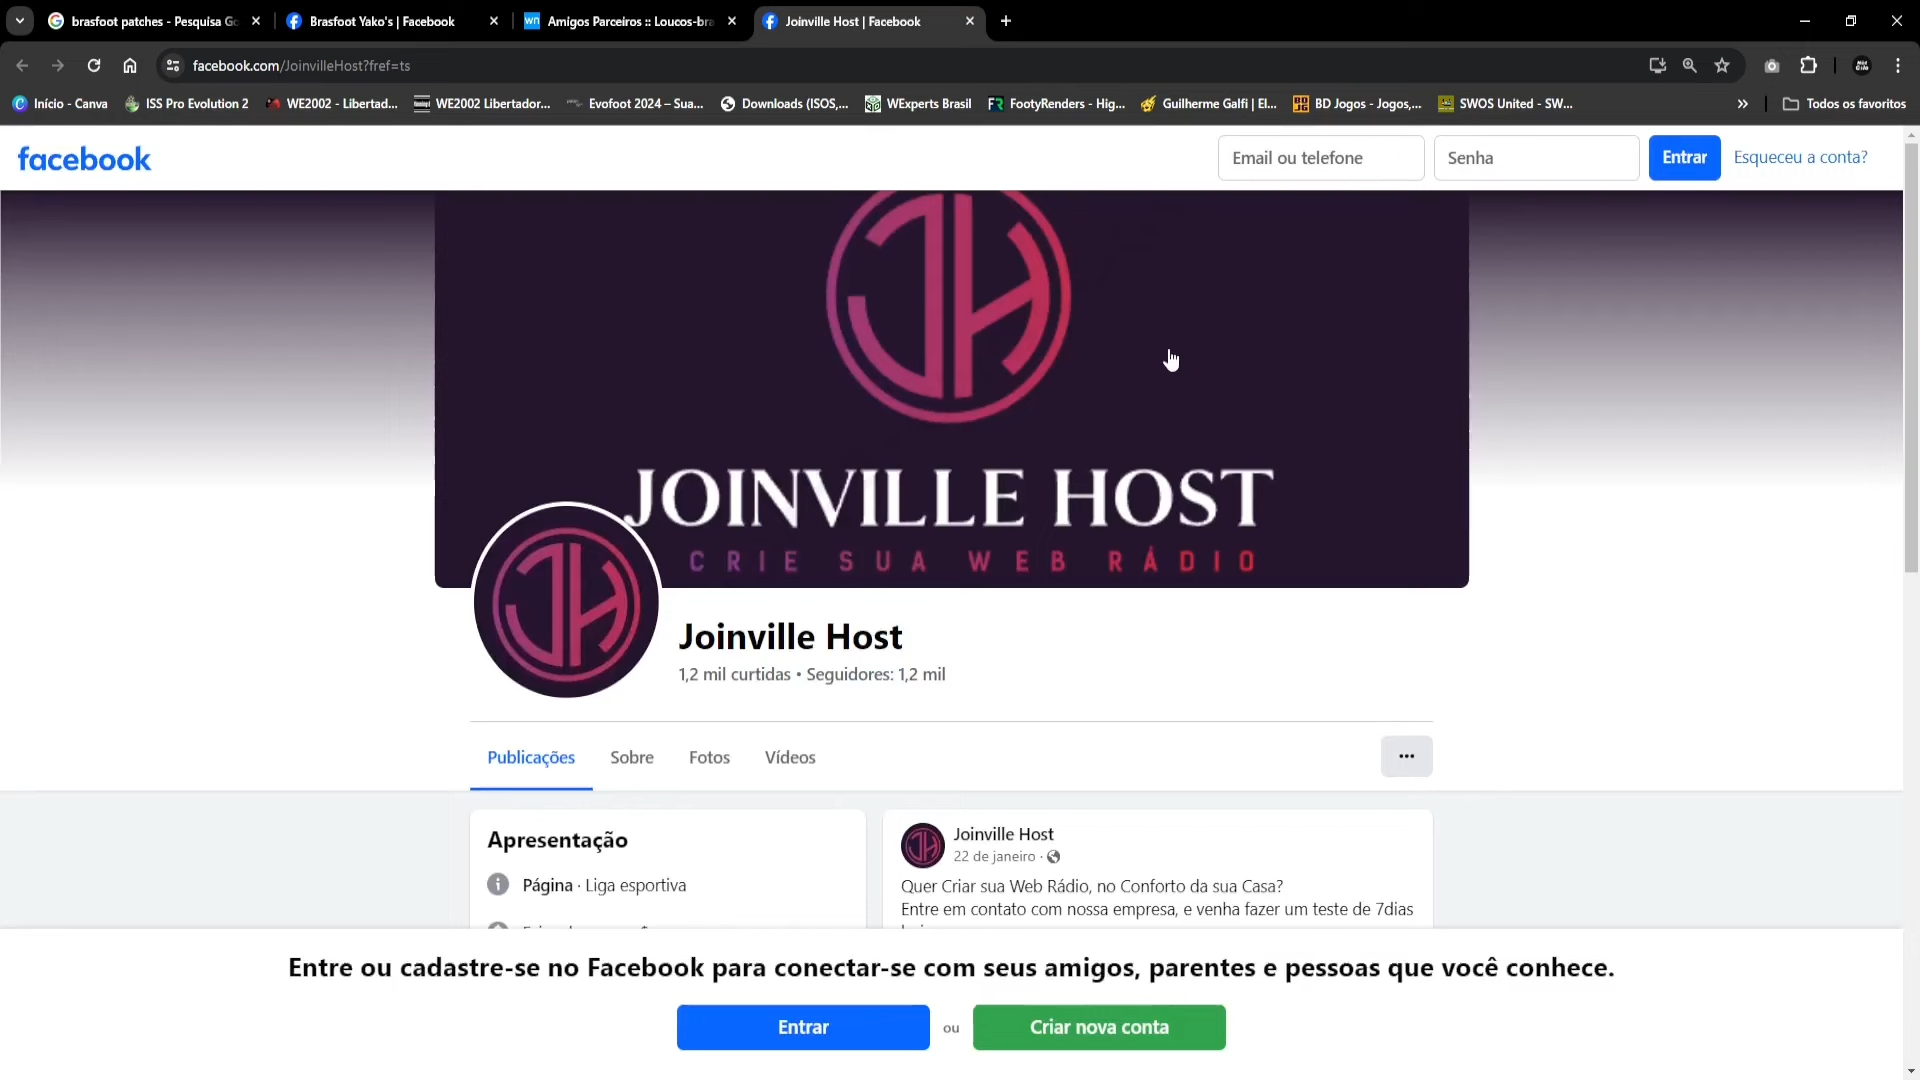 brasfoot patches - Pesquisa Go
Brasfoot Yako's | Facebook
wn Amigos Parceiros :: Loucos-bra
Joinville Host | Facebook
facebook.com/JoinvilleHost?fref=ts
Início - Canva
ISS Pro Evolution 2
WE2002 - Libertad...
WE2002 Libertador...
Evofoot 2024 – Sua...
Downloads (ISOS,...
WExperts Brasil
FootyRenders - Hig...
Guilherme Galfi | El...
BD Jogos - Jogos,...
SWOS United - SW...
»
Todos os favoritos
facebook
Email ou telefone
Senha
Entrar
Esqueceu a conta?
JH
JOINVILLE HOST
CRIE SUA WEB RÁDIO
JH
Joinville Host
1,2 mil curtidas • Seguidores: 1,2 mil
Publicações
Sobre
Fotos
Vídeos
Apresentação
Página · Liga esportiva
Joinville Host
22 de janeiro ·
Quer Criar sua Web Rádio, no Conforto da sua Casa?
Entre em contato com nossa empresa, e venha fazer um teste de 7dias
Entre ou cadastre-se no Facebook para conectar-se com seus amigos, parentes e pessoas que você conhece.
Entrar
ou
Criar nova conta